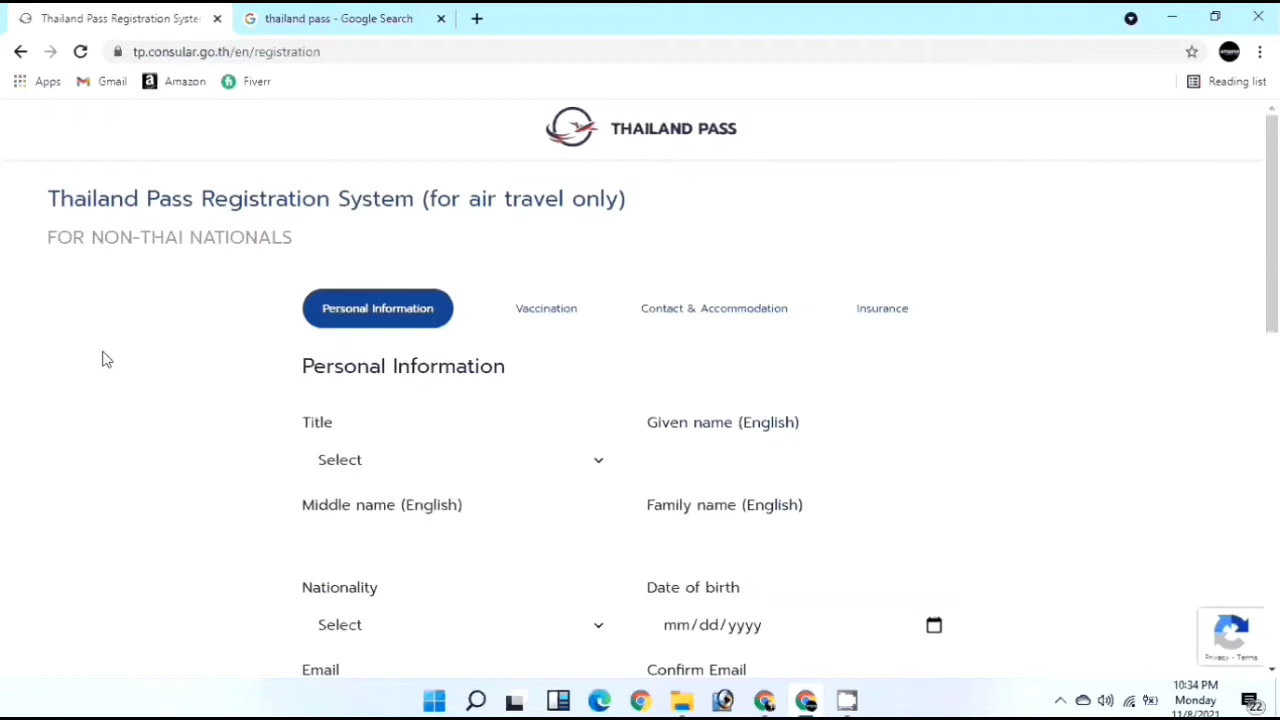 Thailand Pass Registration Syste
thailand pass - Google Search
tp.consular.go.th/en/registration
Apps Gmail Amazon Fiverr Reading list
THAILAND PASS
Thailand Pass Registration System (for air travel only)
FOR NON-THAI NATIONALS
Personal Information Vaccination Contact & Accommodation Insurance
Personal Information
Title Given name (English)
Select
Middle name (English) Family name (English)
Nationality Date of birth
Select mm/dd/yyyy
Email Confirm Email
Privacy - Terms
10:34 PM
Monday
11/8/2021
22